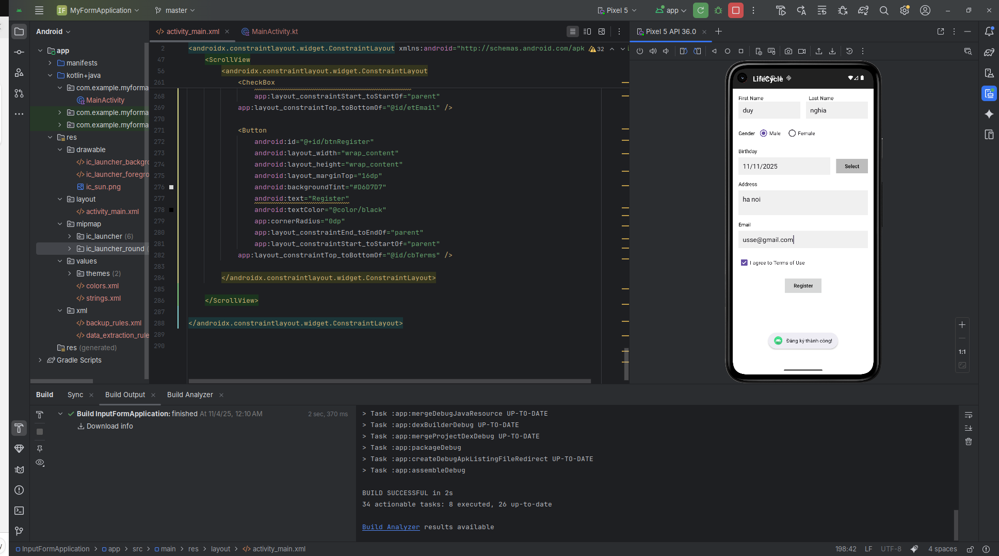 IF MyFormApplication
master
Pixel 5
app
Android
activity_main.xml
MainActivity.kt
Pixel 5 API 36.0
app
manifests
kotlin+java
com.example.myforma
MainActivity
com.example.myforma
com.example.myforma
res
drawable
ic_launcher_backgro
ic_launcher_foregro
ic_sun.png
layout
activity_main.xml
mipmap
ic_launcher (6)
ic_launcher_round (
values
themes (2)
colors.xml
strings.xml
xml
backup_rules.xml
data_extraction_rule
res (generated)
Gradle Scripts
2 <androidx.constraintlayout.widget.ConstraintLayout xmlns:android="http://schemas.android.com/apk 32
47 <ScrollView
56 <androidx.constraintlayout.widget.ConstraintLayout
261 <CheckBox
268 app:layout_constraintStart_toStartOf="parent"
269 app:layout_constraintTop_toBottomOf="@id/etEmail" />
270
271 <Button
272 android:id="@+id/btnRegister"
273 android:layout_width="wrap_content"
274 android:layout_height="wrap_content"
275 android:layout_marginTop="16dp"
276 android:backgroundTint="#D6D7D7"
277 android:text="Register"
278 android:textColor="@color/black"
279 app:cornerRadius="0dp"
280 app:layout_constraintEnd_toEndOf="parent"
281 app:layout_constraintStart_toStartOf="parent"
282 app:layout_constraintTop_toBottomOf="@id/cbTerms" />
283
284 </androidx.constraintlayout.widget.ConstraintLayout>
285
286 </ScrollView>
287
288 </androidx.constraintlayout.widget.ConstraintLayout>
289
290
LifeCycle
First Name Last Name
duy nghia
Gender Male Female
Birthday
11/11/2025 Select
Address
ha noi
Email
usse@gmail.com
I agree to Terms of Use
Register
Đăng ký thành công!
1:1
Build Sync Build Output Build Analyzer
Build InputFormApplication: finished At 11/4/25, 12:10 AM 2 sec, 370 ms
Download info
> Task :app:mergeDebugJavaResource UP-TO-DATE
> Task :app:dexBuilderDebug UP-TO-DATE
> Task :app:mergeProjectDexDebug UP-TO-DATE
> Task :app:packageDebug
> Task :app:createDebugApkListingFileRedirect UP-TO-DATE
> Task :app:assembleDebug
BUILD SUCCESSFUL in 2s
34 actionable tasks: 8 executed, 26 up-to-date
Build Analyzer results available
InputFormApplication > app > src > main > res > layout > activity_main.xml
198:42 LF UTF-8 4 spaces